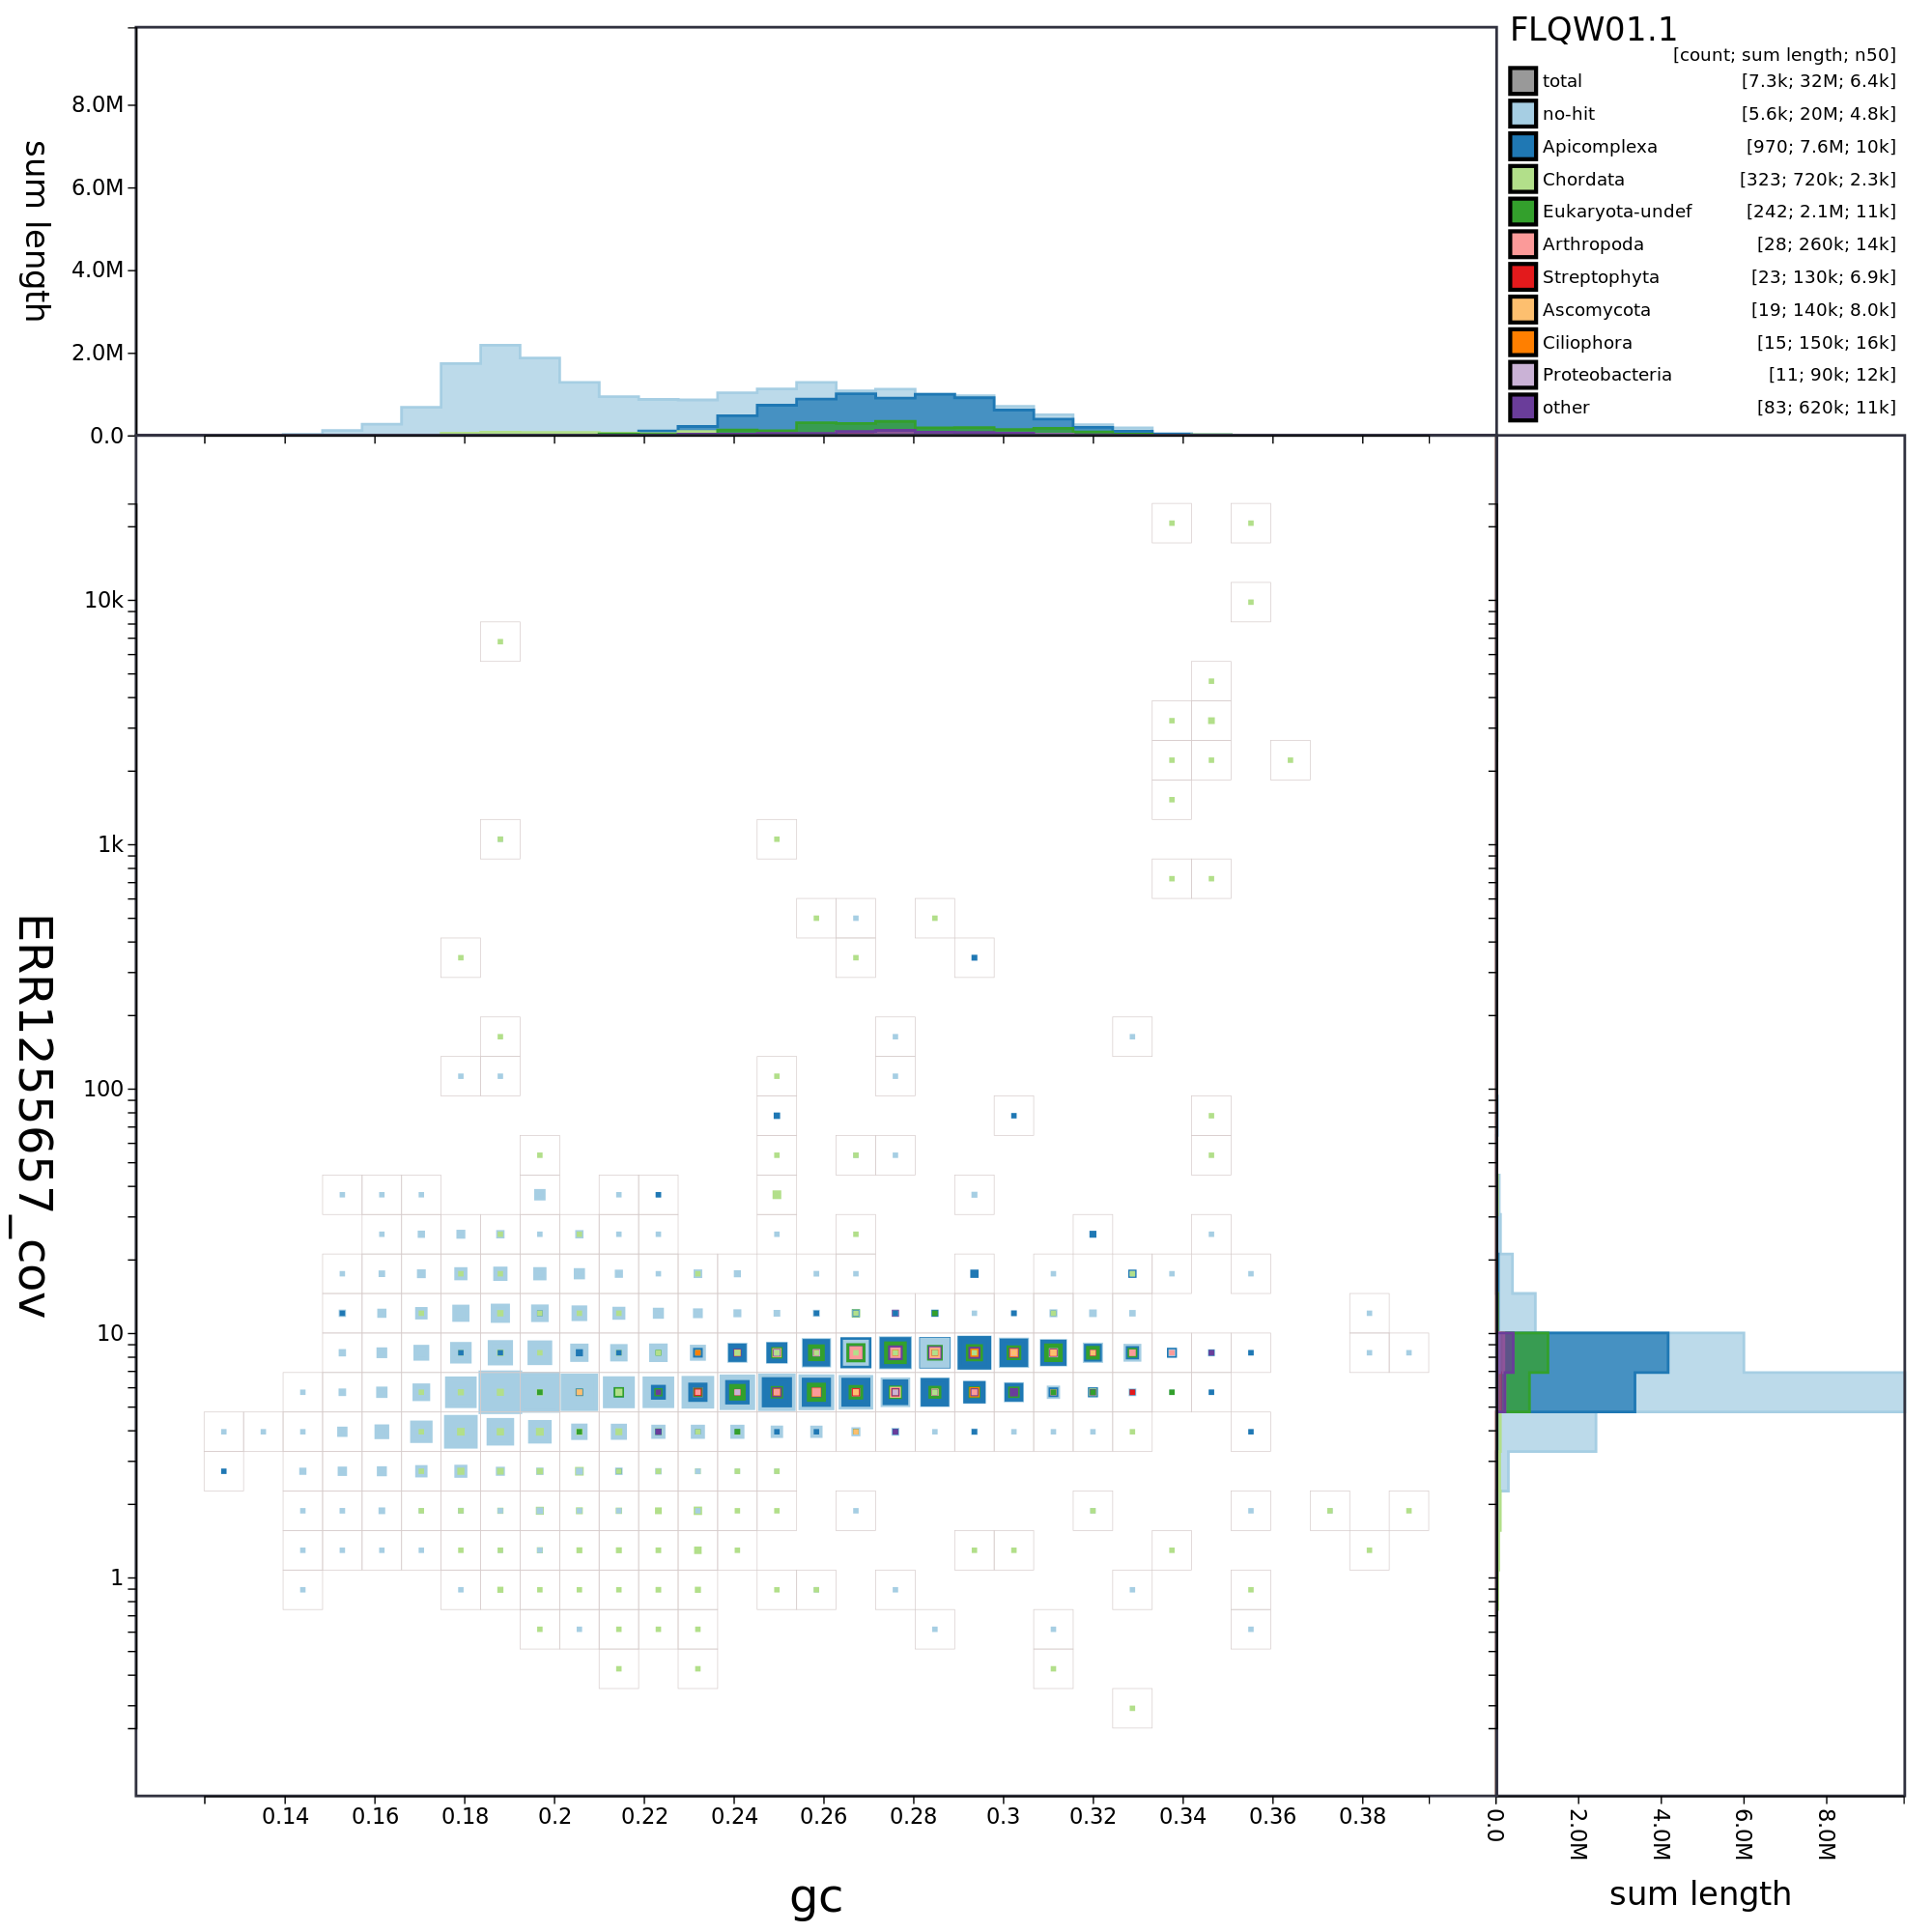 FLQW01.1
[count; sum length; n50]
total [7.3k; 32M; 6.4k]
no-hit [5.6k; 20M; 4.8k]
Apicomplexa [970; 7.6M; 10k]
Chordata [323; 720k; 2.3k]
Eukaryota-undef [242; 2.1M; 11k]
Arthropoda [28; 260k; 14k]
Streptophyta [23; 130k; 6.9k]
Ascomycota [19; 140k; 8.0k]
Ciliophora [15; 150k; 16k]
Proteobacteria [11; 90k; 12k]
other [83; 620k; 11k]
sum length
8.0M
6.0M
4.0M
2.0M
0.0
ERR1255657_cov
10k
1k
100
10
1
0.14 0.16 0.18 0.2 0.22 0.24 0.26 0.28 0.3 0.32 0.34 0.36 0.38
gc
0.0 2.0M 4.0M 6.0M 8.0M
sum length